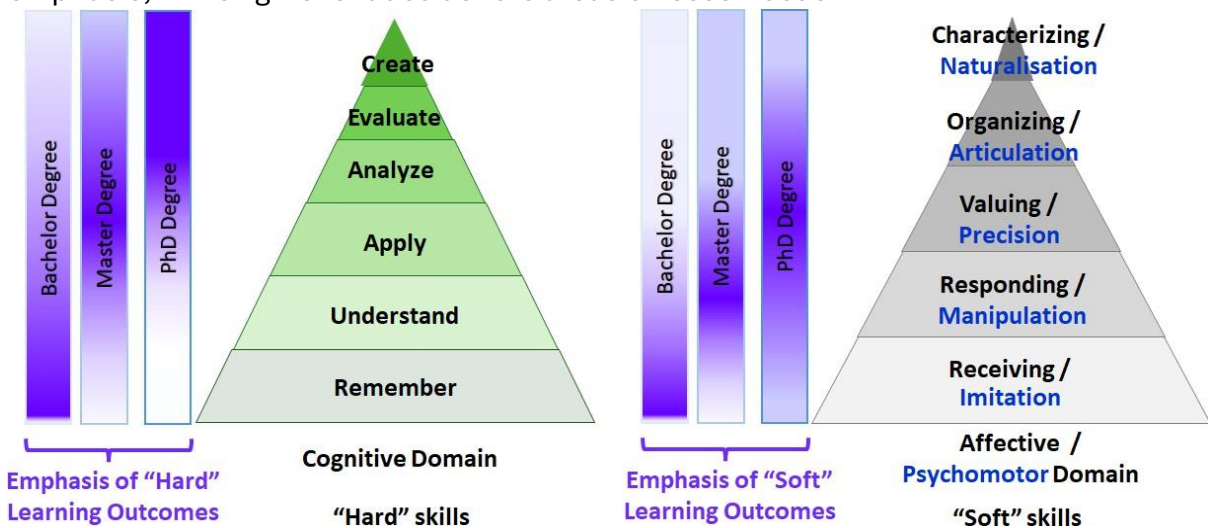 Bachelor Degree
Master Degree
PhD Degree
Create
Evaluate
Analyze
Apply
Understand
Remember
Emphasis of “Hard”
Learning Outcomes
Cognitive Domain
“Hard” skills
Bachelor Degree
Master Degree
PhD Degree
Characterizing /
Naturalisation
Organizing /
Articulation
Valuing /
Precision
Responding /
Manipulation
Receiving /
Imitation
Emphasis of “Soft”
Learning Outcomes
Affective /
Psychomotor Domain
“Soft” skills